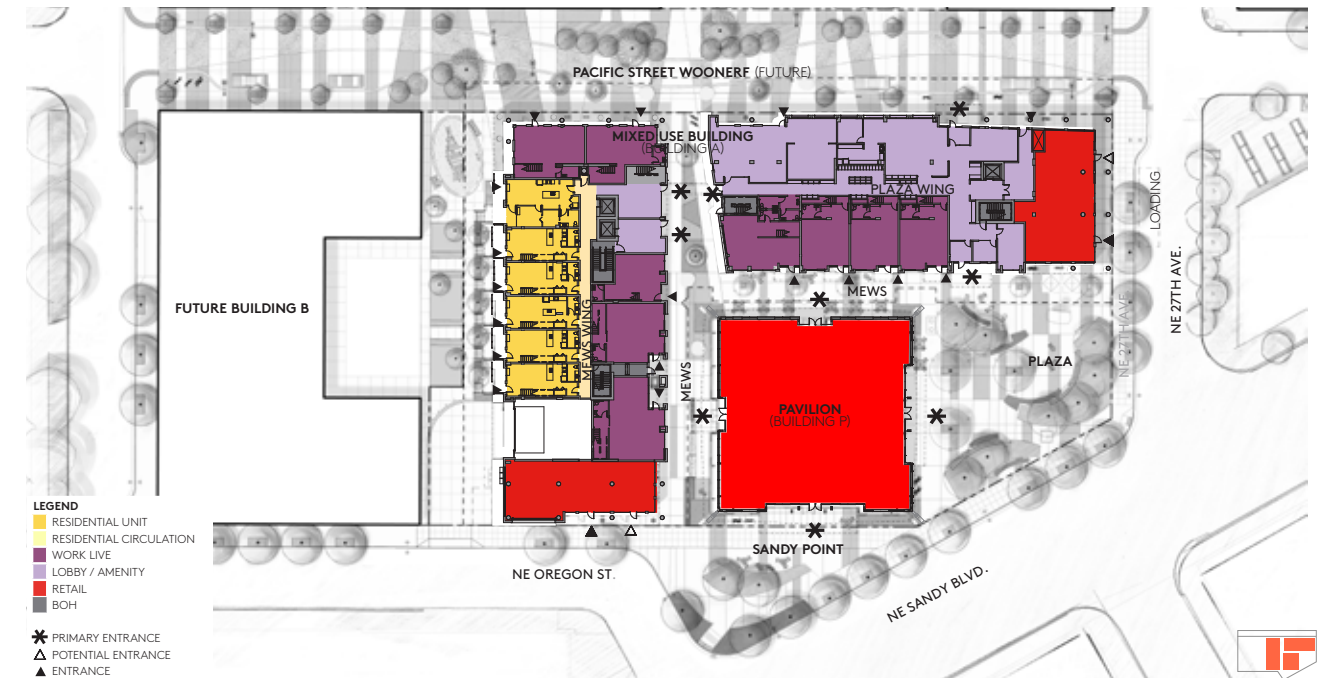 PACIFIC STREET WOONERF (FUTURE)
MIXED USE BUILDING
(BUILDING A)
PLAZA WING
LOADING
NE 27TH AVE.
NE 27TH AVE.
FUTURE BUILDING B
MEWS WING
MEWS
MEWS
PLAZA
PAVILION
(BUILDING P)
SANDY POINT
NE OREGON ST.
NE SANDY BLVD.
LEGEND
RESIDENTIAL UNIT
RESIDENTIAL CIRCULATION
WORK LIVE
LOBBY / AMENITY
RETAIL
BOH
PRIMARY ENTRANCE
POTENTIAL ENTRANCE
ENTRANCE